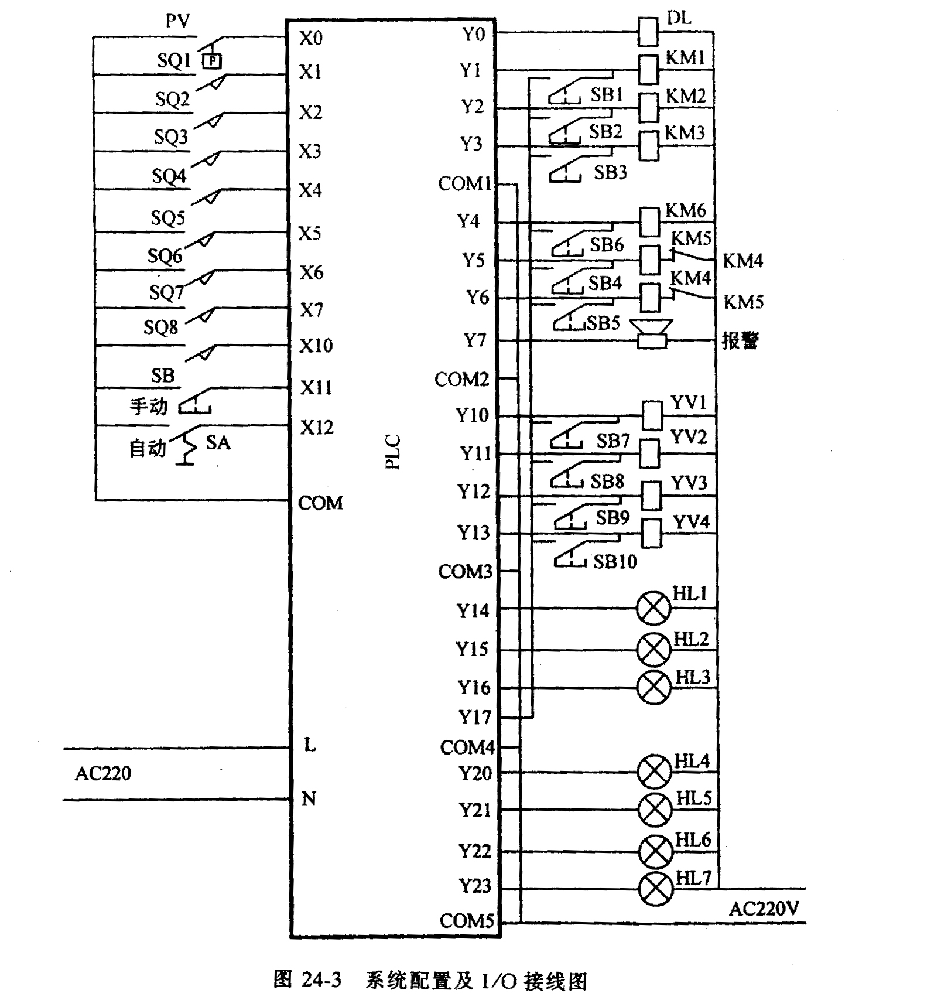 PV
X0
SQ1
P
X1
SQ2
X2
SQ3
X3
SQ4
X4
SQ5
X5
SQ6
X6
SQ7
X7
SQ8
X10
SB
X11
手动
X12
自动
SA
COM
L
AC220
N
PLC
Y0
DL
Y1
KM1
SB1
Y2
KM2
SB2
Y3
KM3
SB3
COM1
Y4
KM6
SB6
Y5
KM5
KM4
SB4
Y6
KM4
KM5
SB5
Y7
报警
COM2
Y10
YV1
SB7
Y11
YV2
SB8
Y12
YV3
SB9
Y13
YV4
SB10
COM3
Y14
HL1
Y15
HL2
Y16
HL3
Y17
COM4
Y20
HL4
Y21
HL5
Y22
HL6
Y23
HL7
AC220V
COM5
图 24-3 系统配置及 I/O 接线图